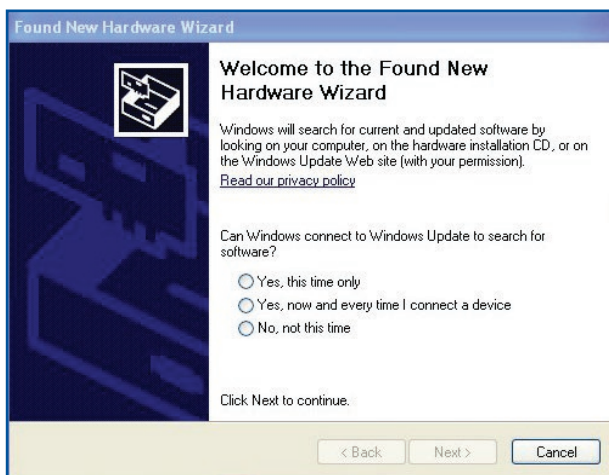 Found New Hardware Wizard
Welcome to the Found New
Hardware Wizard
Windows will search for current and updated software by
looking on your computer, on the hardware installation CD, or on
the Windows Update Web site (with your permission).
Read our privacy policy
Can Windows connect to Windows Update to search for
software?
Yes, this time only
Yes, now and every time I connect a device
No, not this time
Click Next to continue.
< Back Next > Cancel